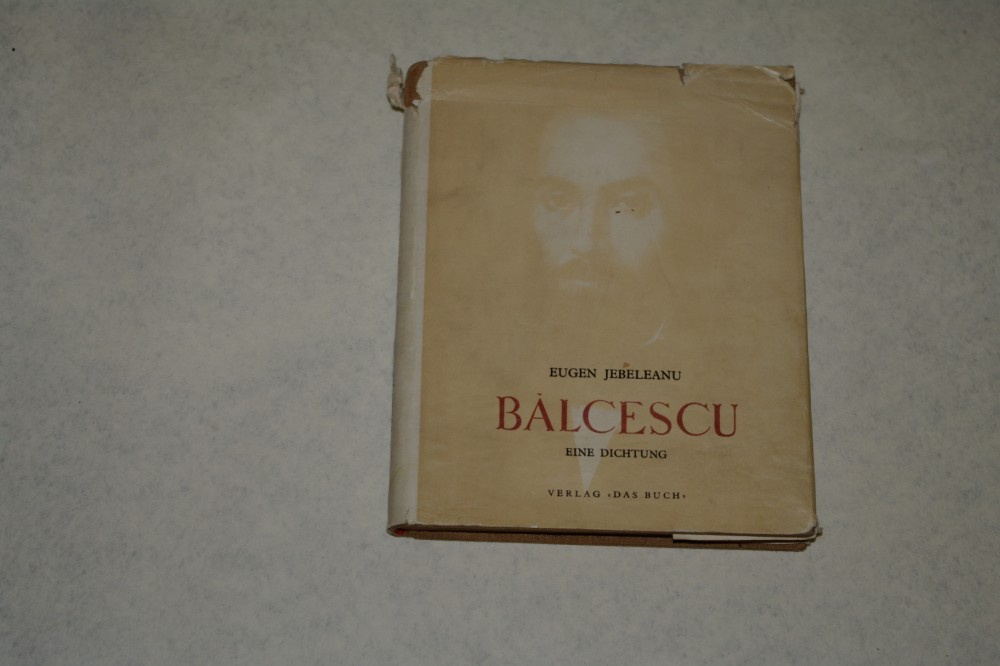 EUGEN JEBELEANU
BĂLCESCU
EINE DICHTUNG
VERLAG ‹DAS BUCH›